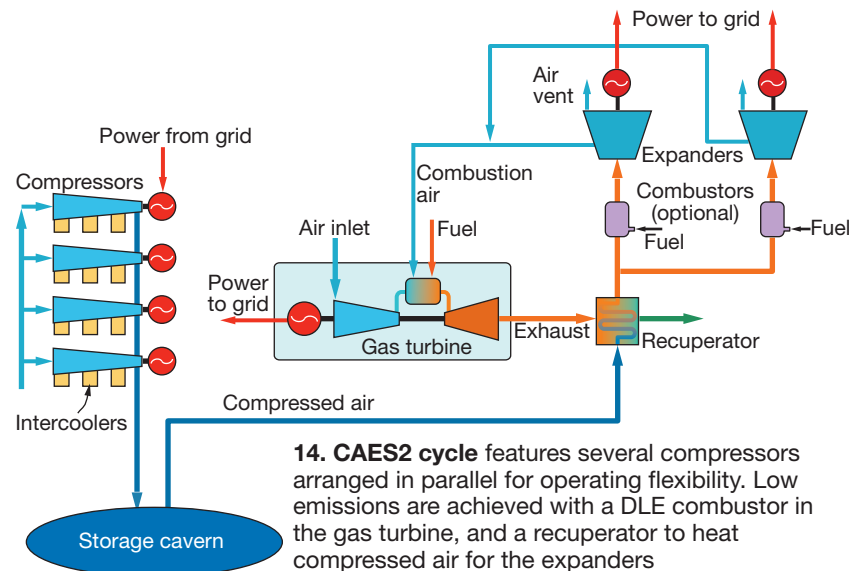 Power to grid
Air
vent
Power from grid
Compressors
Expanders
Combustion
air
Combustors
(optional)
Air inlet
Fuel
Fuel
Fuel
Power
to grid
Exhaust
Recuperator
Gas turbine
Intercoolers
Compressed air
14. CAES2 cycle features several compressors
arranged in parallel for operating flexibility. Low
emissions are achieved with a DLE combustor in
the gas turbine, and a recuperator to heat
compressed air for the expanders
Storage cavern